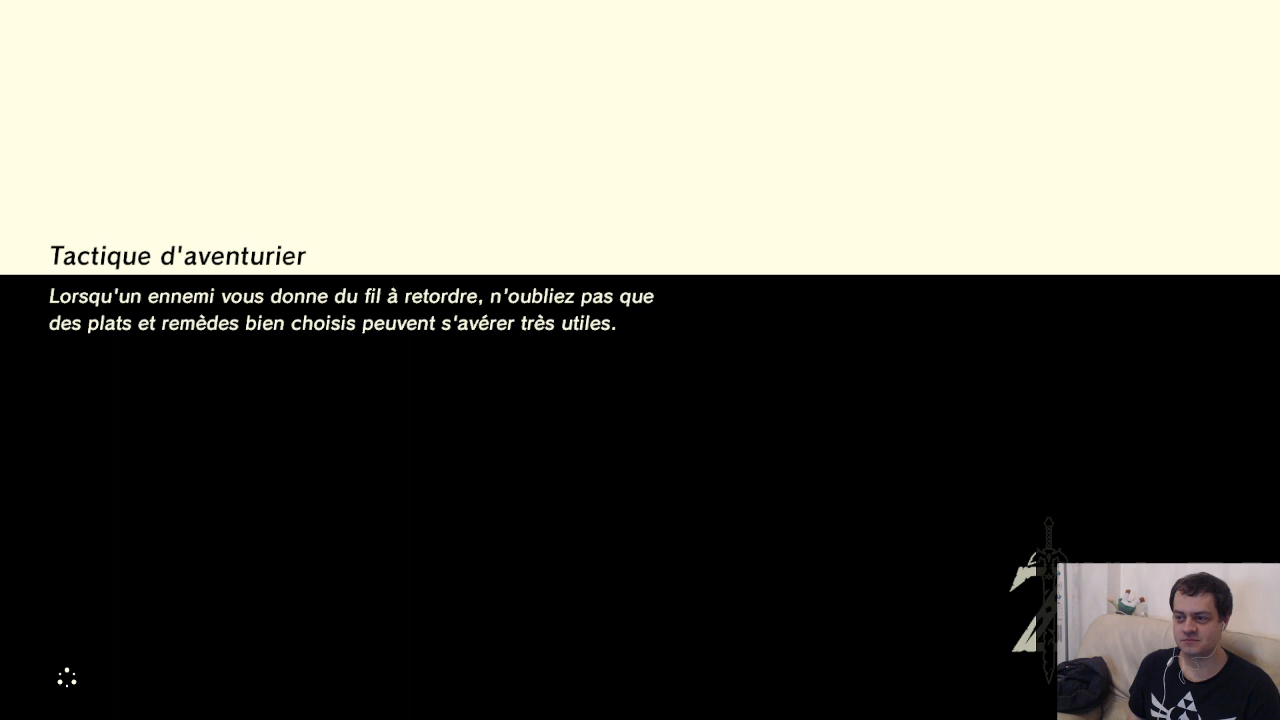 Tactique d'aventurier
Lorsqu'un ennemi vous donne du fil à retordre, n'oubliez pas que
des plats et remèdes bien choisis peuvent s'avérer très utiles.